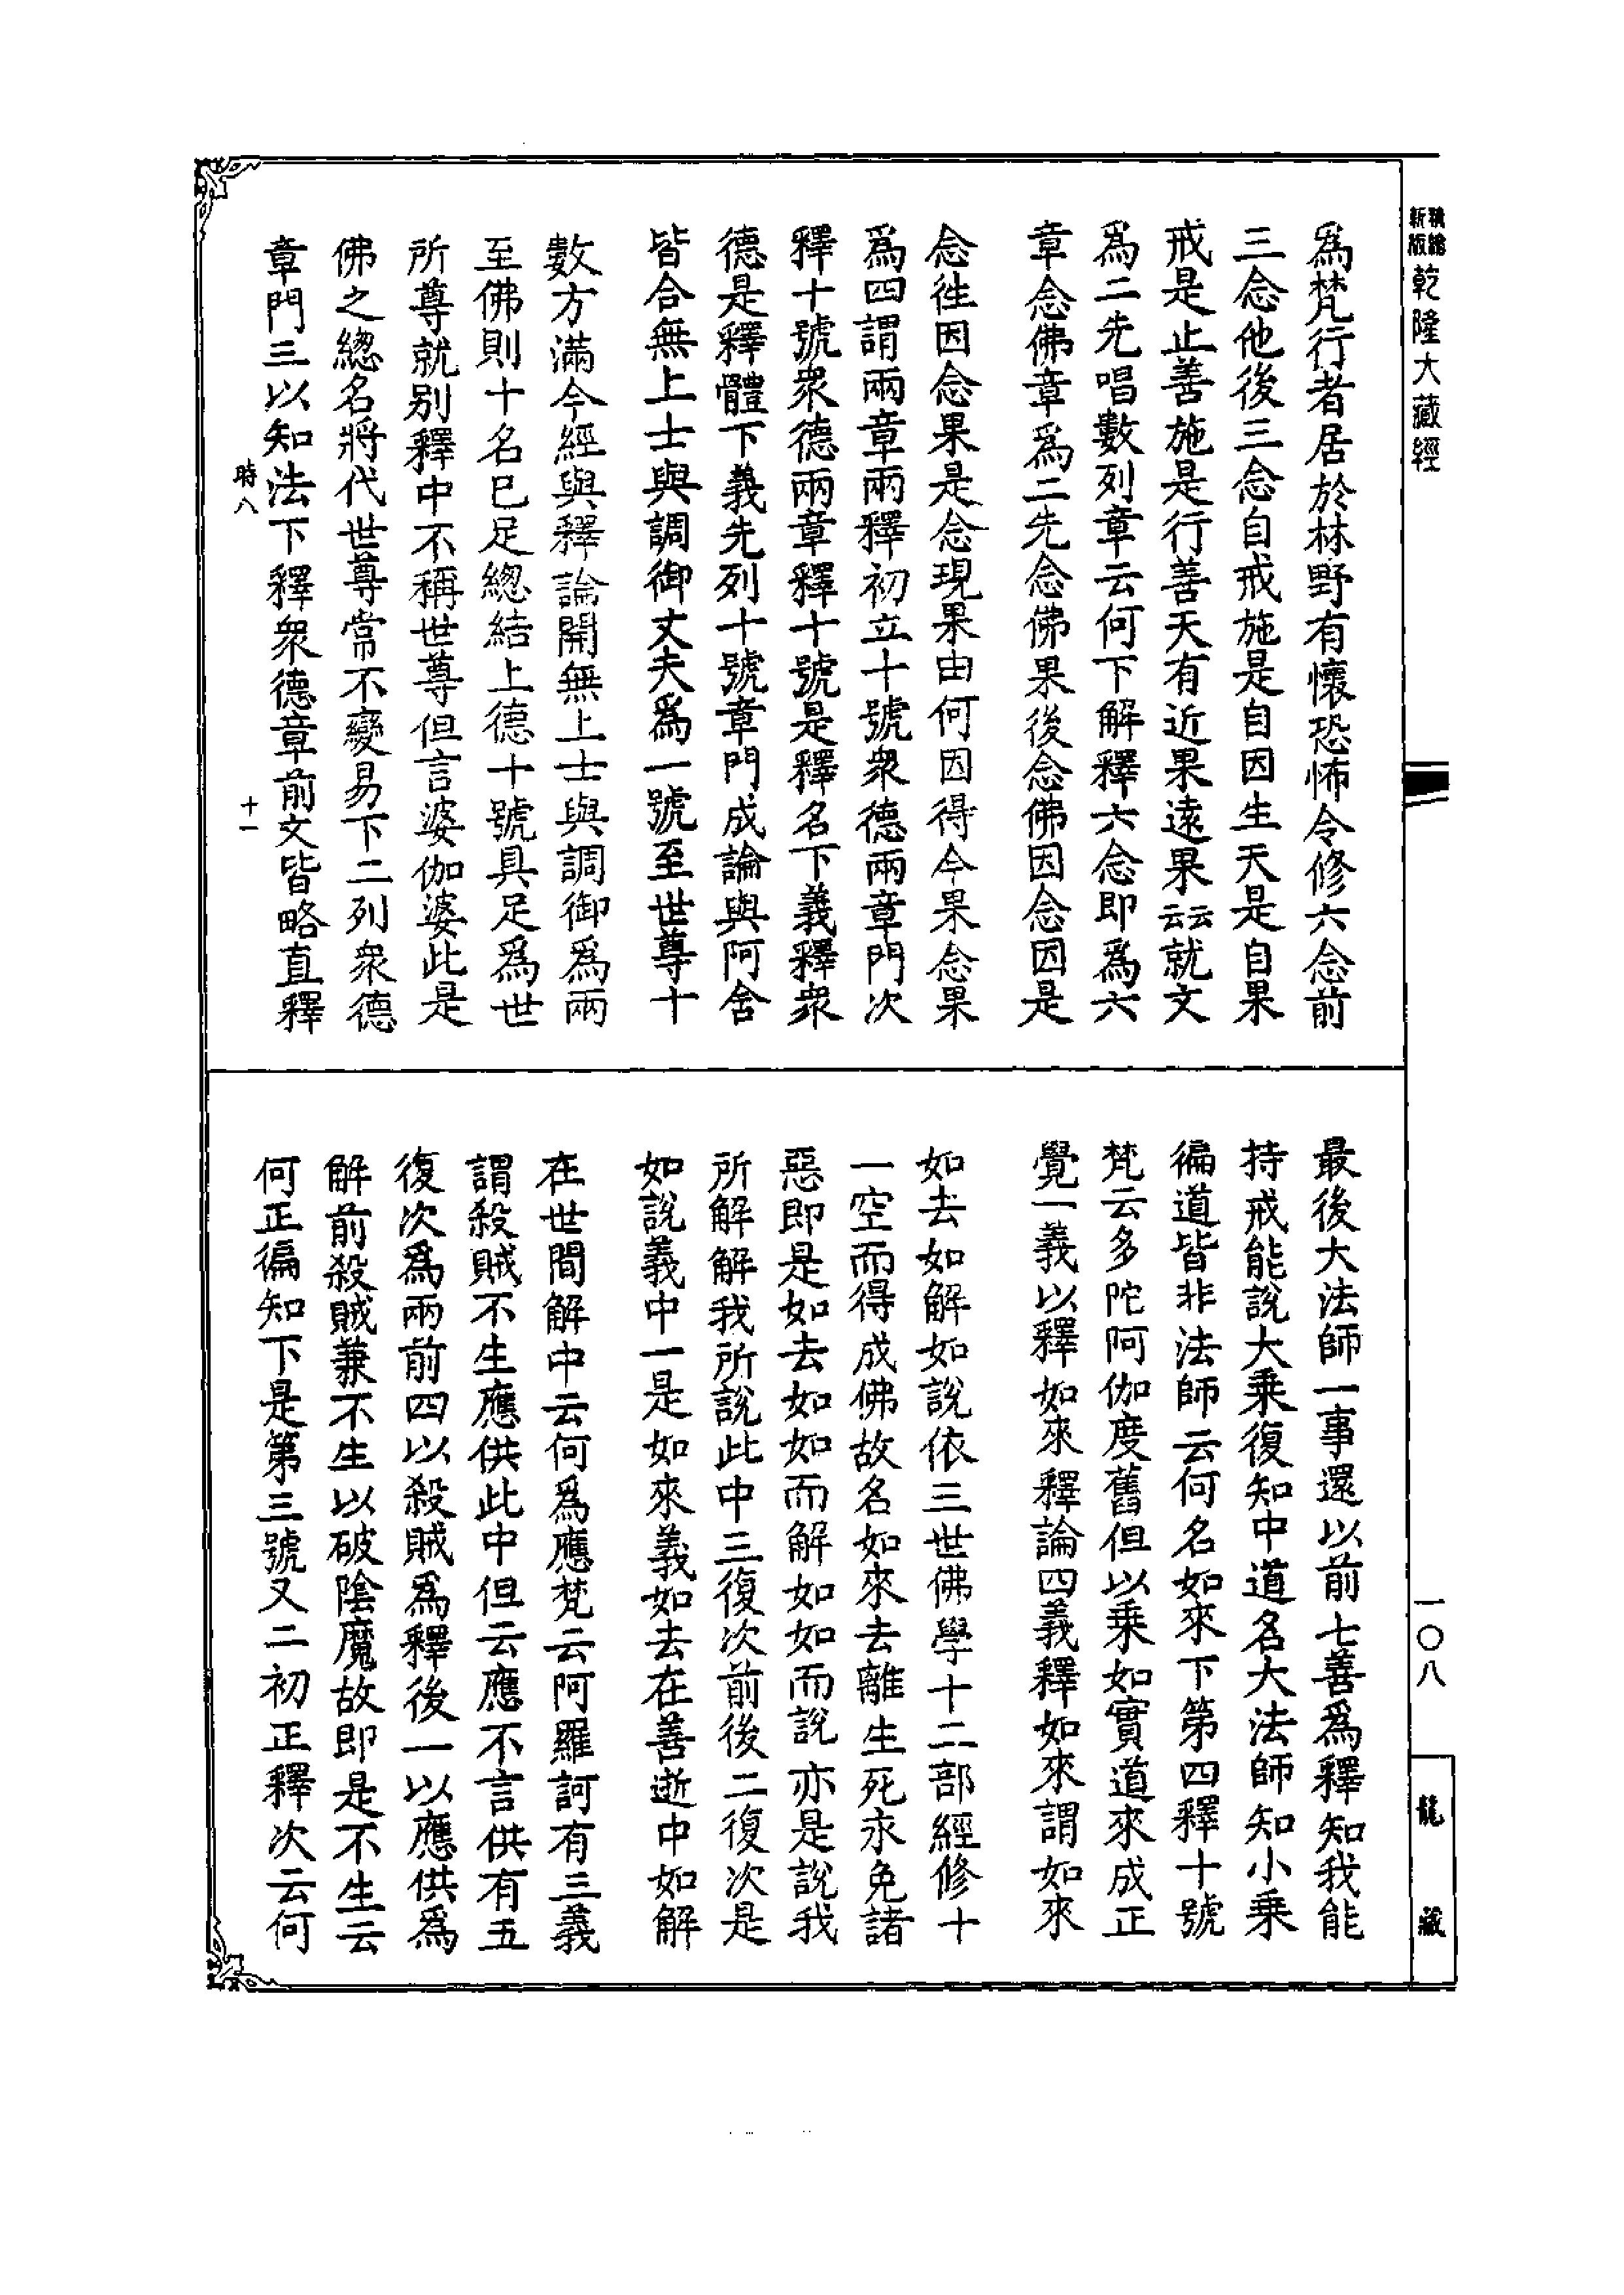 新版
乾隆大藏經
為梵行者居於林野有懷恐怖令修六念前
三念他後三念自戒施是自因生天是自果
戒是止善施是行善天有近果遠果云云就文
為二先唱數列章云何下解釋六念即為六
章念佛章為二先念佛果後念佛因念因是
念往因念果是念現果由何因得今果念果
為四謂兩章兩釋初立十號衆德兩章門次
釋十號衆德兩章釋十號是釋名下義釋衆
德是釋體下義先列十號章門成論與阿含
皆合無上士與調御丈夫為一號至世尊十
數方滿今經與釋論開無上士與調御為兩
至佛則十名已足總結上德十號具足為世
所尊就别釋中不稱世尊但言婆伽婆此是
佛之總名將代世尊常不變易下二列衆德
章門三以知法下釋衆德章前文皆略直釋
時八
十一
最後大法師一事還以前七善為釋知我能
持戒能說大乘復知中道名大法師知小乘
徧道皆非法師云何名如來下第四釋十號
梵云多陀阿伽度舊但以乘如實道來成正
覺一義以釋如來釋論四義釋如來謂如來
如去如解如說依三世佛學十二部經修十
一空而得成佛故名如來去離生死永免諸
惡即是如去如如而解如如而說亦是說我
所解解我所說此中三復次前後二復次是
如說義中一是如來義如去在善逝中如解
在世間解中云何為應梵云阿羅訶有三義
謂殺賊不生應供此中但云應不言供有五
復次為兩前四以殺賊為釋後一以應供為
解前殺賊兼不生以破陰魔故即是不生云
何正徧知下是第三號又二初正釋次云何
一〇八
龍藏